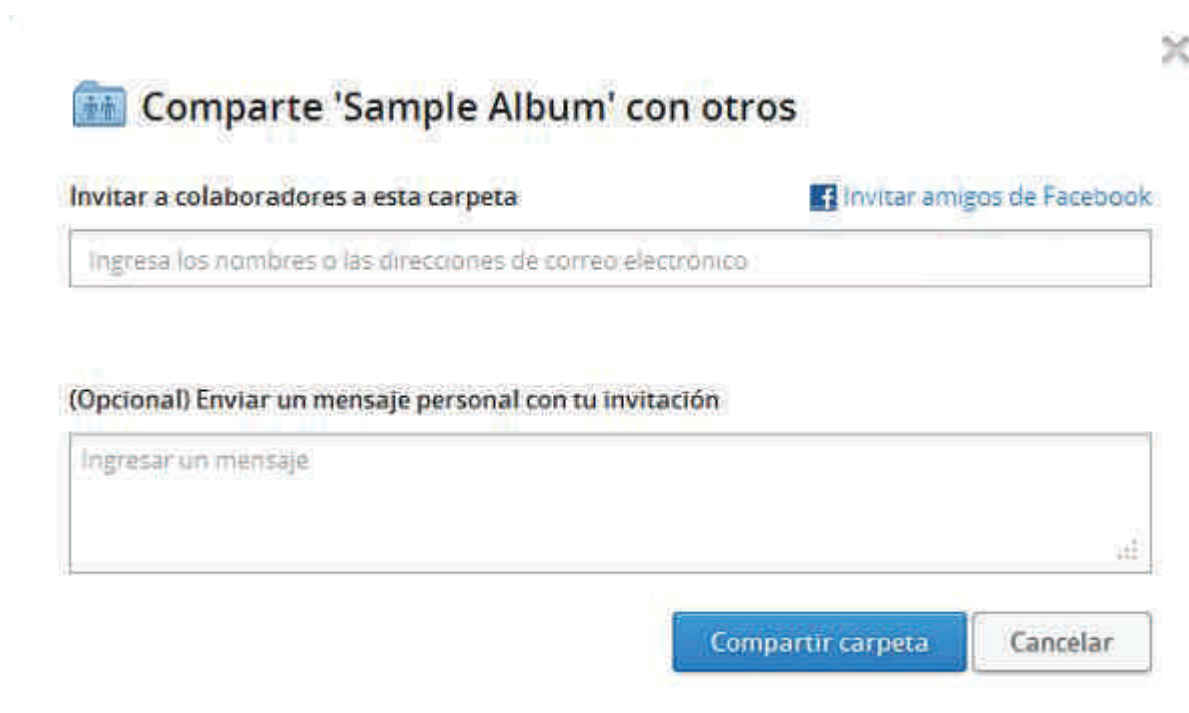 Comparte 'Sample Album' con otros
Invitar a colaboradores a esta carpeta
Invitar amigos de Facebook
Ingresa los nombres o las direcciones de correo electrónico
(Opcional) Enviar un mensaje personal con tu invitación
Ingresar un mensaje
Compartir carpeta
Cancelar